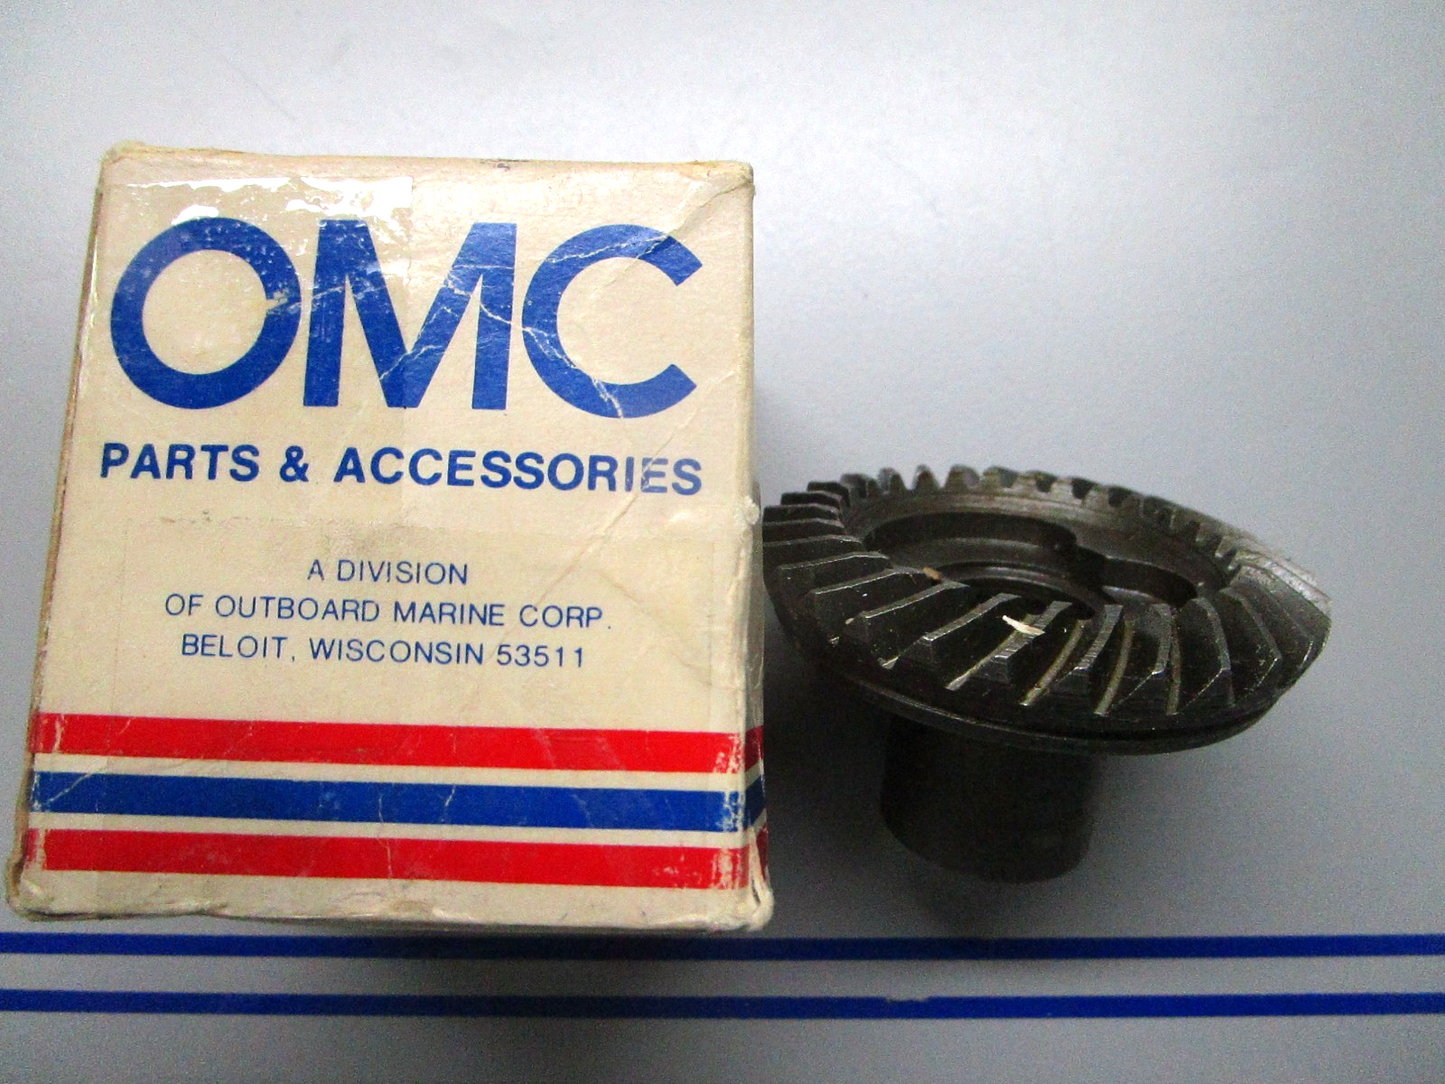 OMC
PARTS & ACCESSORIES
A DIVISION
OF OUTBOARD MARINE CORP.
BELOIT, WISCONSIN 53511